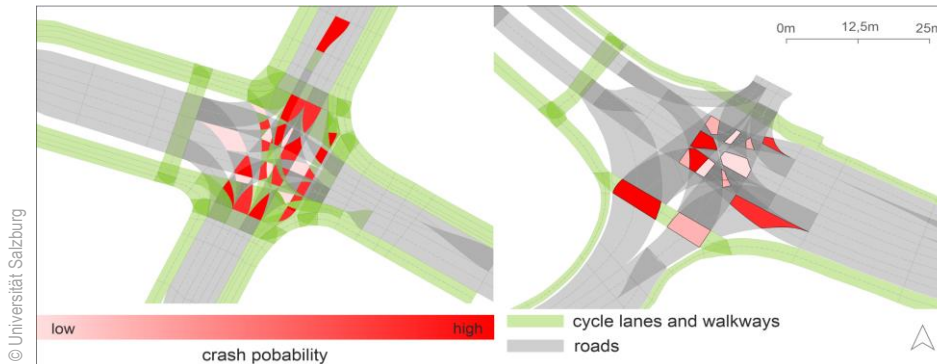 0m 12,5m 25m
© Universität Salzburg
low high
crash pobability
cycle lanes and walkways
roads